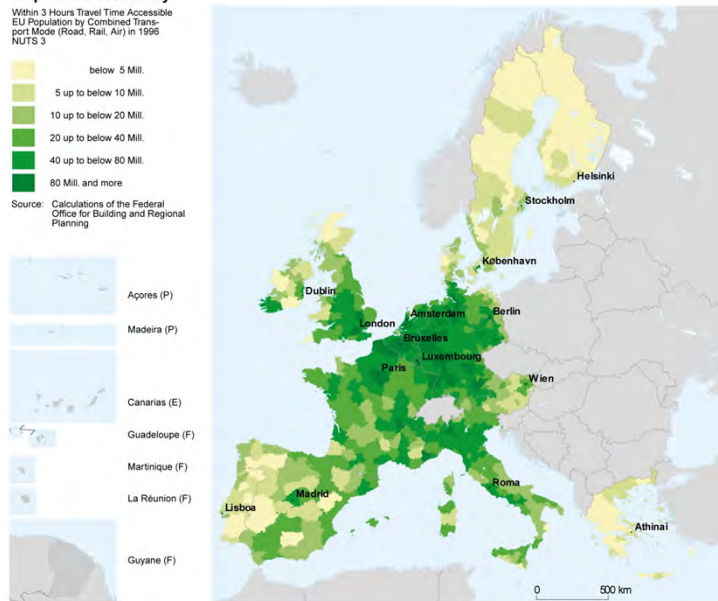 Within 3 Hours Travel Time Accessible
EU Population by Combined Trans-
port Mode (Road, Rail, Air) in 1996
NUTS 3
below 5 Mill.
5 up to below 10 Mill.
10 up to below 20 Mill.
20 up to below 40 Mill.
40 up to below 80 Mill.
80 Mill. and more
Source: Calculations of the Federal
Office for Building and Regional
Planning
Açores (P)
Madeira (P)
Canarias (E)
Guadeloupe (F)
Martinique (F)
La Réunion (F)
Guyane (F)
Helsinki
Stockholm
København
Dublin
Amsterdam
Berlin
London
Bruxelles
Luxembourg
Paris
Wien
Madrid
Roma
Lisboa
Athinai
0 500 km